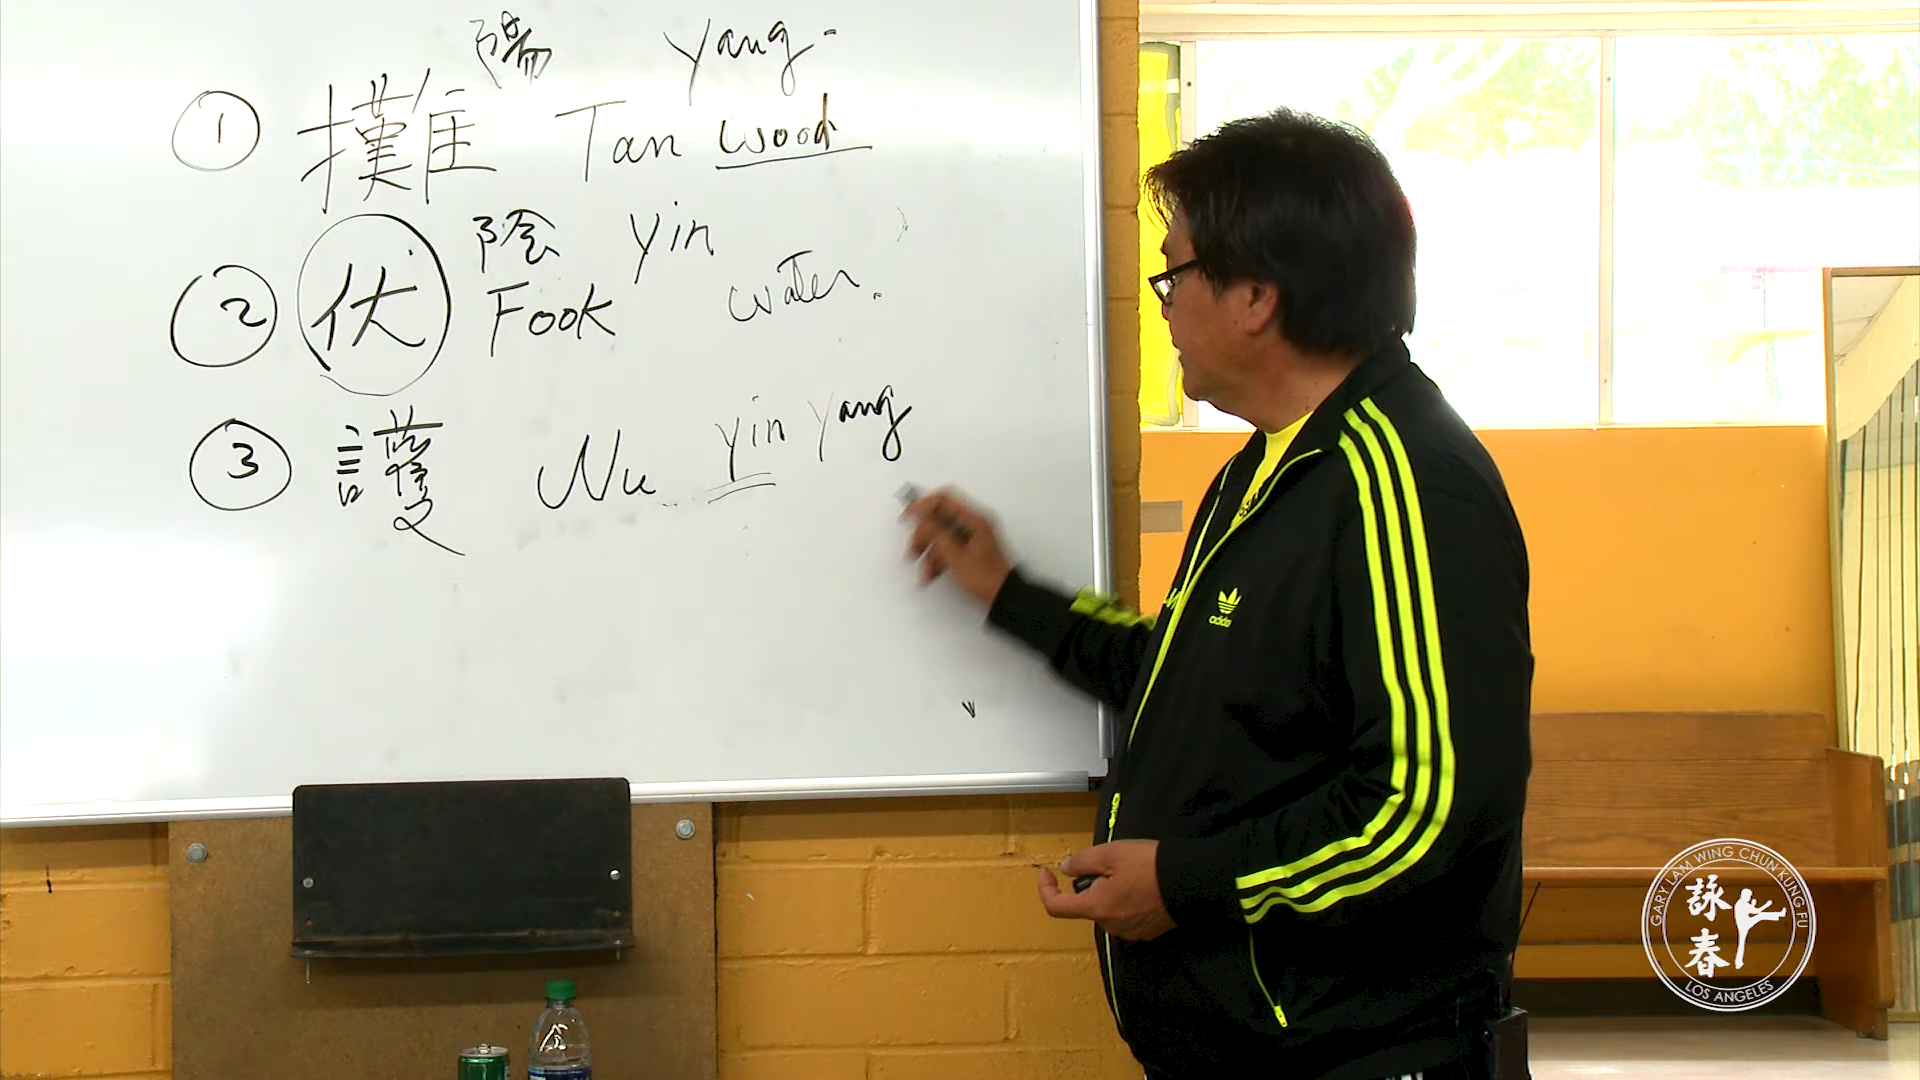 陽 yang.
① 攤 Tan wood
陰 yin
② 伏 Fook water.
③ 護 Wu yin yang
adidas
GARY LAM WING CHUN KUNG FU
詠春
LOS ANGELES